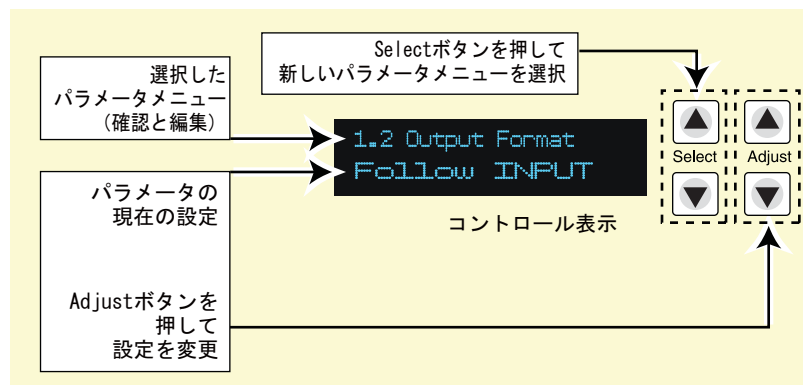 選択した
パラメータメニュー
(確認と編集)
Selectボタンを押して
新しいパラメータメニューを選択
1.2 Output Format
Follow INPUT
Select
Adjust
コントロール表示
パラメータの
現在の設定
Adjustボタンを
押して
設定を変更